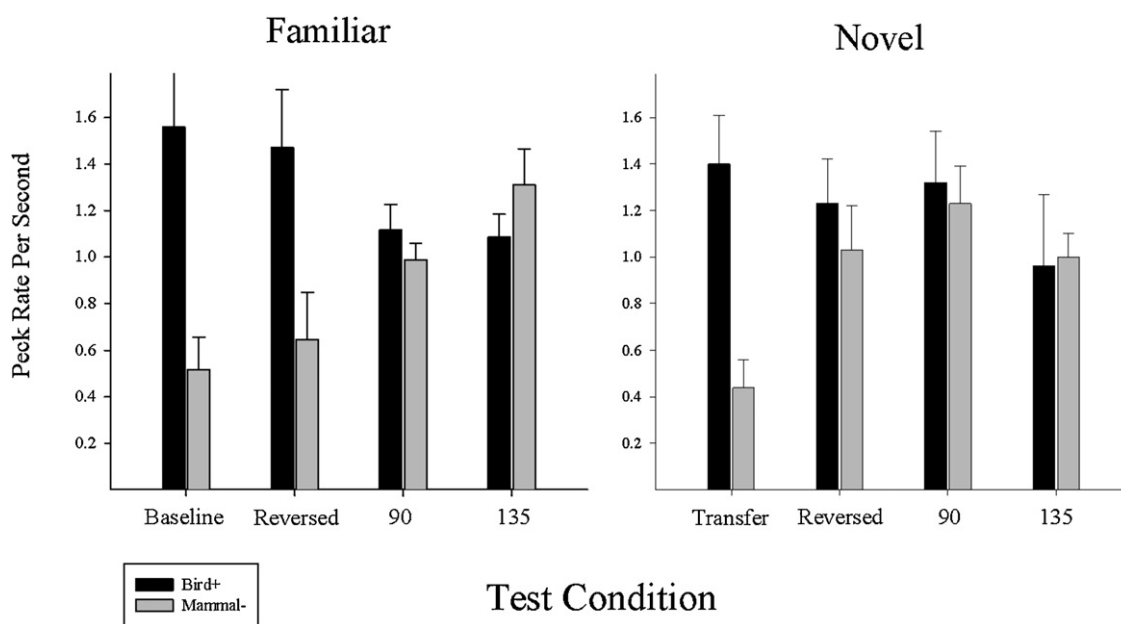 Familiar
Novel
Peck Rate Per Second
1.6
1.4
1.2
1.0
0.8
0.6
0.4
0.2
Baseline Reversed 90 135
1.6
1.4
1.2
1.0
0.8
0.6
0.4
0.2
Transfer Reversed 90 135
Bird+
Mammal-
Test Condition